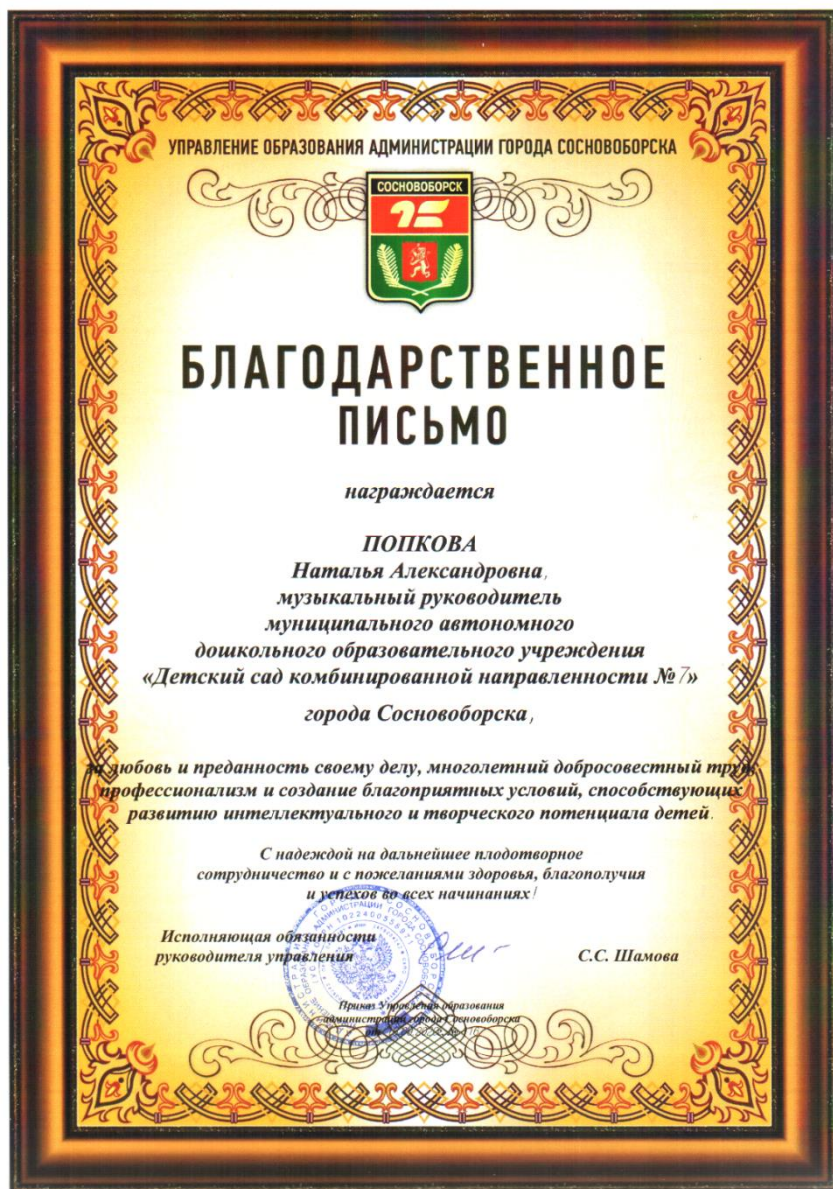 УПРАВЛЕНИЕ ОБРАЗОВАНИЯ АДМИНИСТРАЦИИ ГОРОДА СОСНОВОБОРСКА
СОСНОВОБОРСК
БЛАГОДАРСТВЕННОЕ
ПИСЬМО
награждается
ПОПКОВА
Наталья Александровна,
музыкальный руководитель
муниципального автономного
дошкольного образовательного учреждения
«Детский сад комбинированной направленности №7»
города Сосновоборска,
за любовь и преданность своему делу, многолетний добросовестный труд,
профессионализм и создание благоприятных условий, способствующих
развитию интеллектуального и творческого потенциала детей.
С надеждой на дальнейшее плодотворное
сотрудничество и с пожеланиями здоровья, благополучия
и успехов во всех начинаниях!
Исполняющая обязанности
руководителя управления
С.С. Шамова
Приказ Управления образования
администрации города Сосновоборска